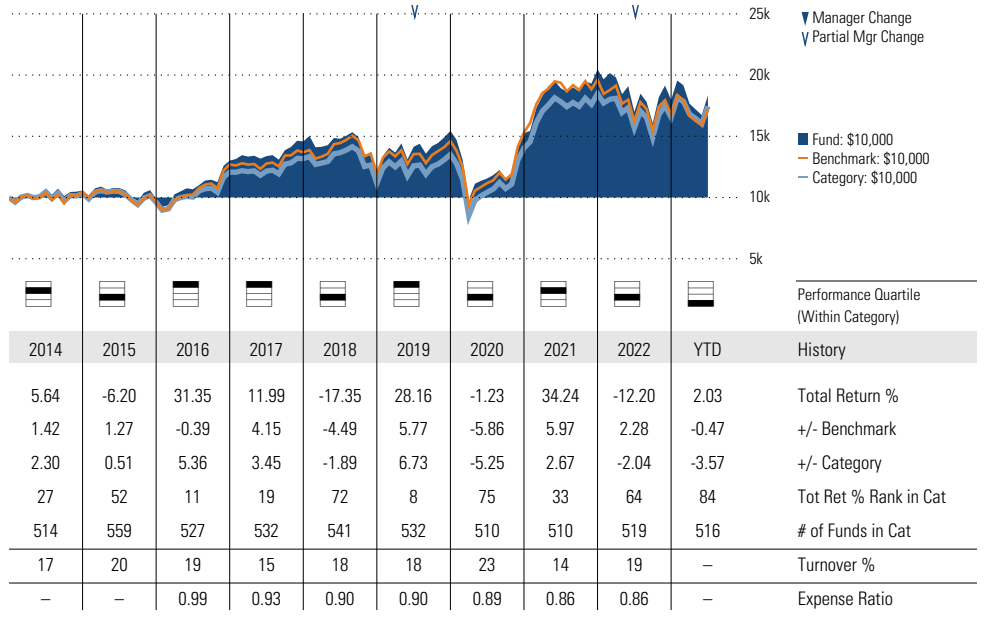 25k
20k
15k
10k
5k
Manager Change
Partial Mgr Change
Fund: $10,000
Benchmark: $10,000
Category: $10,000
Performance Quartile
(Within Category)
2014 2015 2016 2017 2018 2019 2020 2021 2022 YTD History
5.64 -6.20 31.35 11.99 -17.35 28.16 -1.23 34.24 -12.20 2.03 Total Return %
1.42 1.27 -0.39 4.15 -4.49 5.77 -5.86 5.97 2.28 -0.47 +/- Benchmark
2.30 0.51 5.36 3.45 -1.89 6.73 -5.25 2.67 -2.04 -3.57 +/- Category
27 52 11 19 72 8 75 33 64 84 Tot Ret % Rank in Cat
514 559 527 532 541 532 510 510 519 516 # of Funds in Cat
17 20 19 15 18 18 23 14 19 – Turnover %
– – 0.99 0.93 0.90 0.90 0.89 0.86 0.86 – Expense Ratio